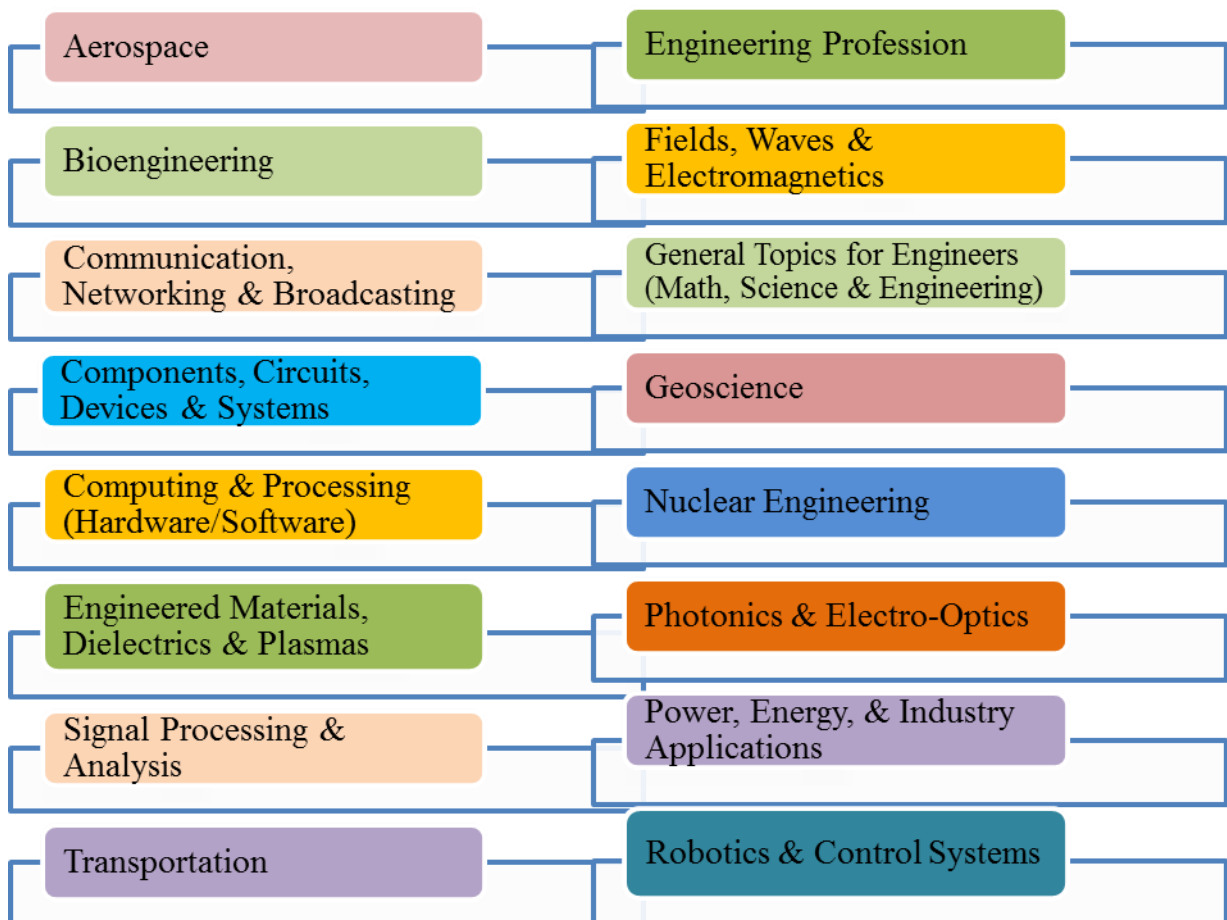 Aerospace
Bioengineering
Communication,
Networking & Broadcasting
Components, Circuits,
Devices & Systems
Computing & Processing
(Hardware/Software)
Engineered Materials,
Dielectrics & Plasmas
Signal Processing &
Analysis
Transportation
Engineering Profession
Fields, Waves &
Electromagnetics
General Topics for Engineers
(Math, Science & Engineering)
Geoscience
Nuclear Engineering
Photonics & Electro-Optics
Power, Energy, & Industry
Applications
Robotics & Control Systems